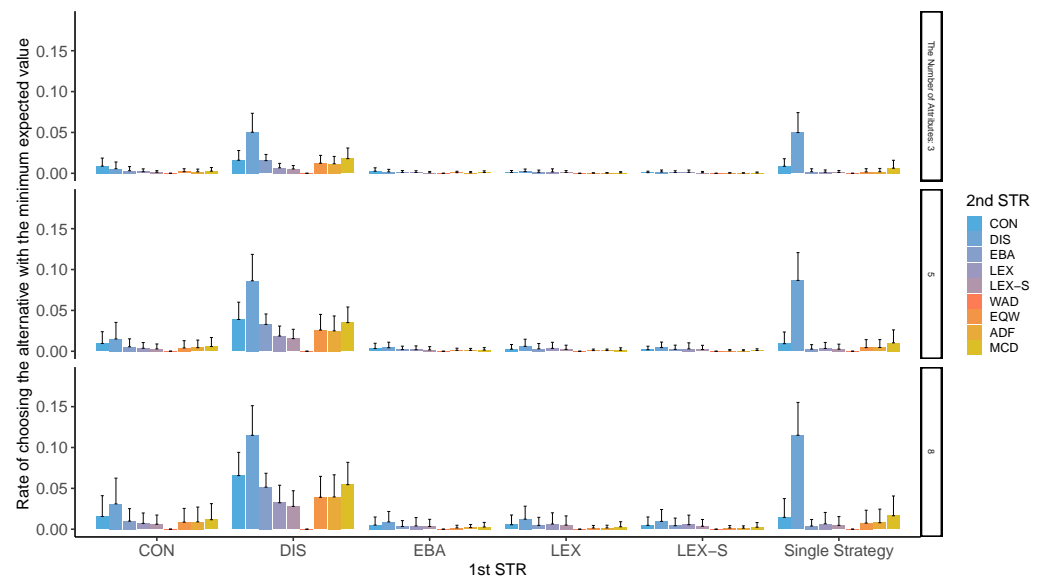 Rate of choosing the alternative with the minimum expected value
0.15
0.10
0.05
0.00
The Number of Attributes: 3
0.15
0.10
0.05
0.00
5
0.15
0.10
0.05
0.00
8
CON
DIS
EBA
LEX
LEX−S
Single Strategy
1st STR
2nd STR
CON
DIS
EBA
LEX
LEX−S
WAD
EQW
ADF
MCD